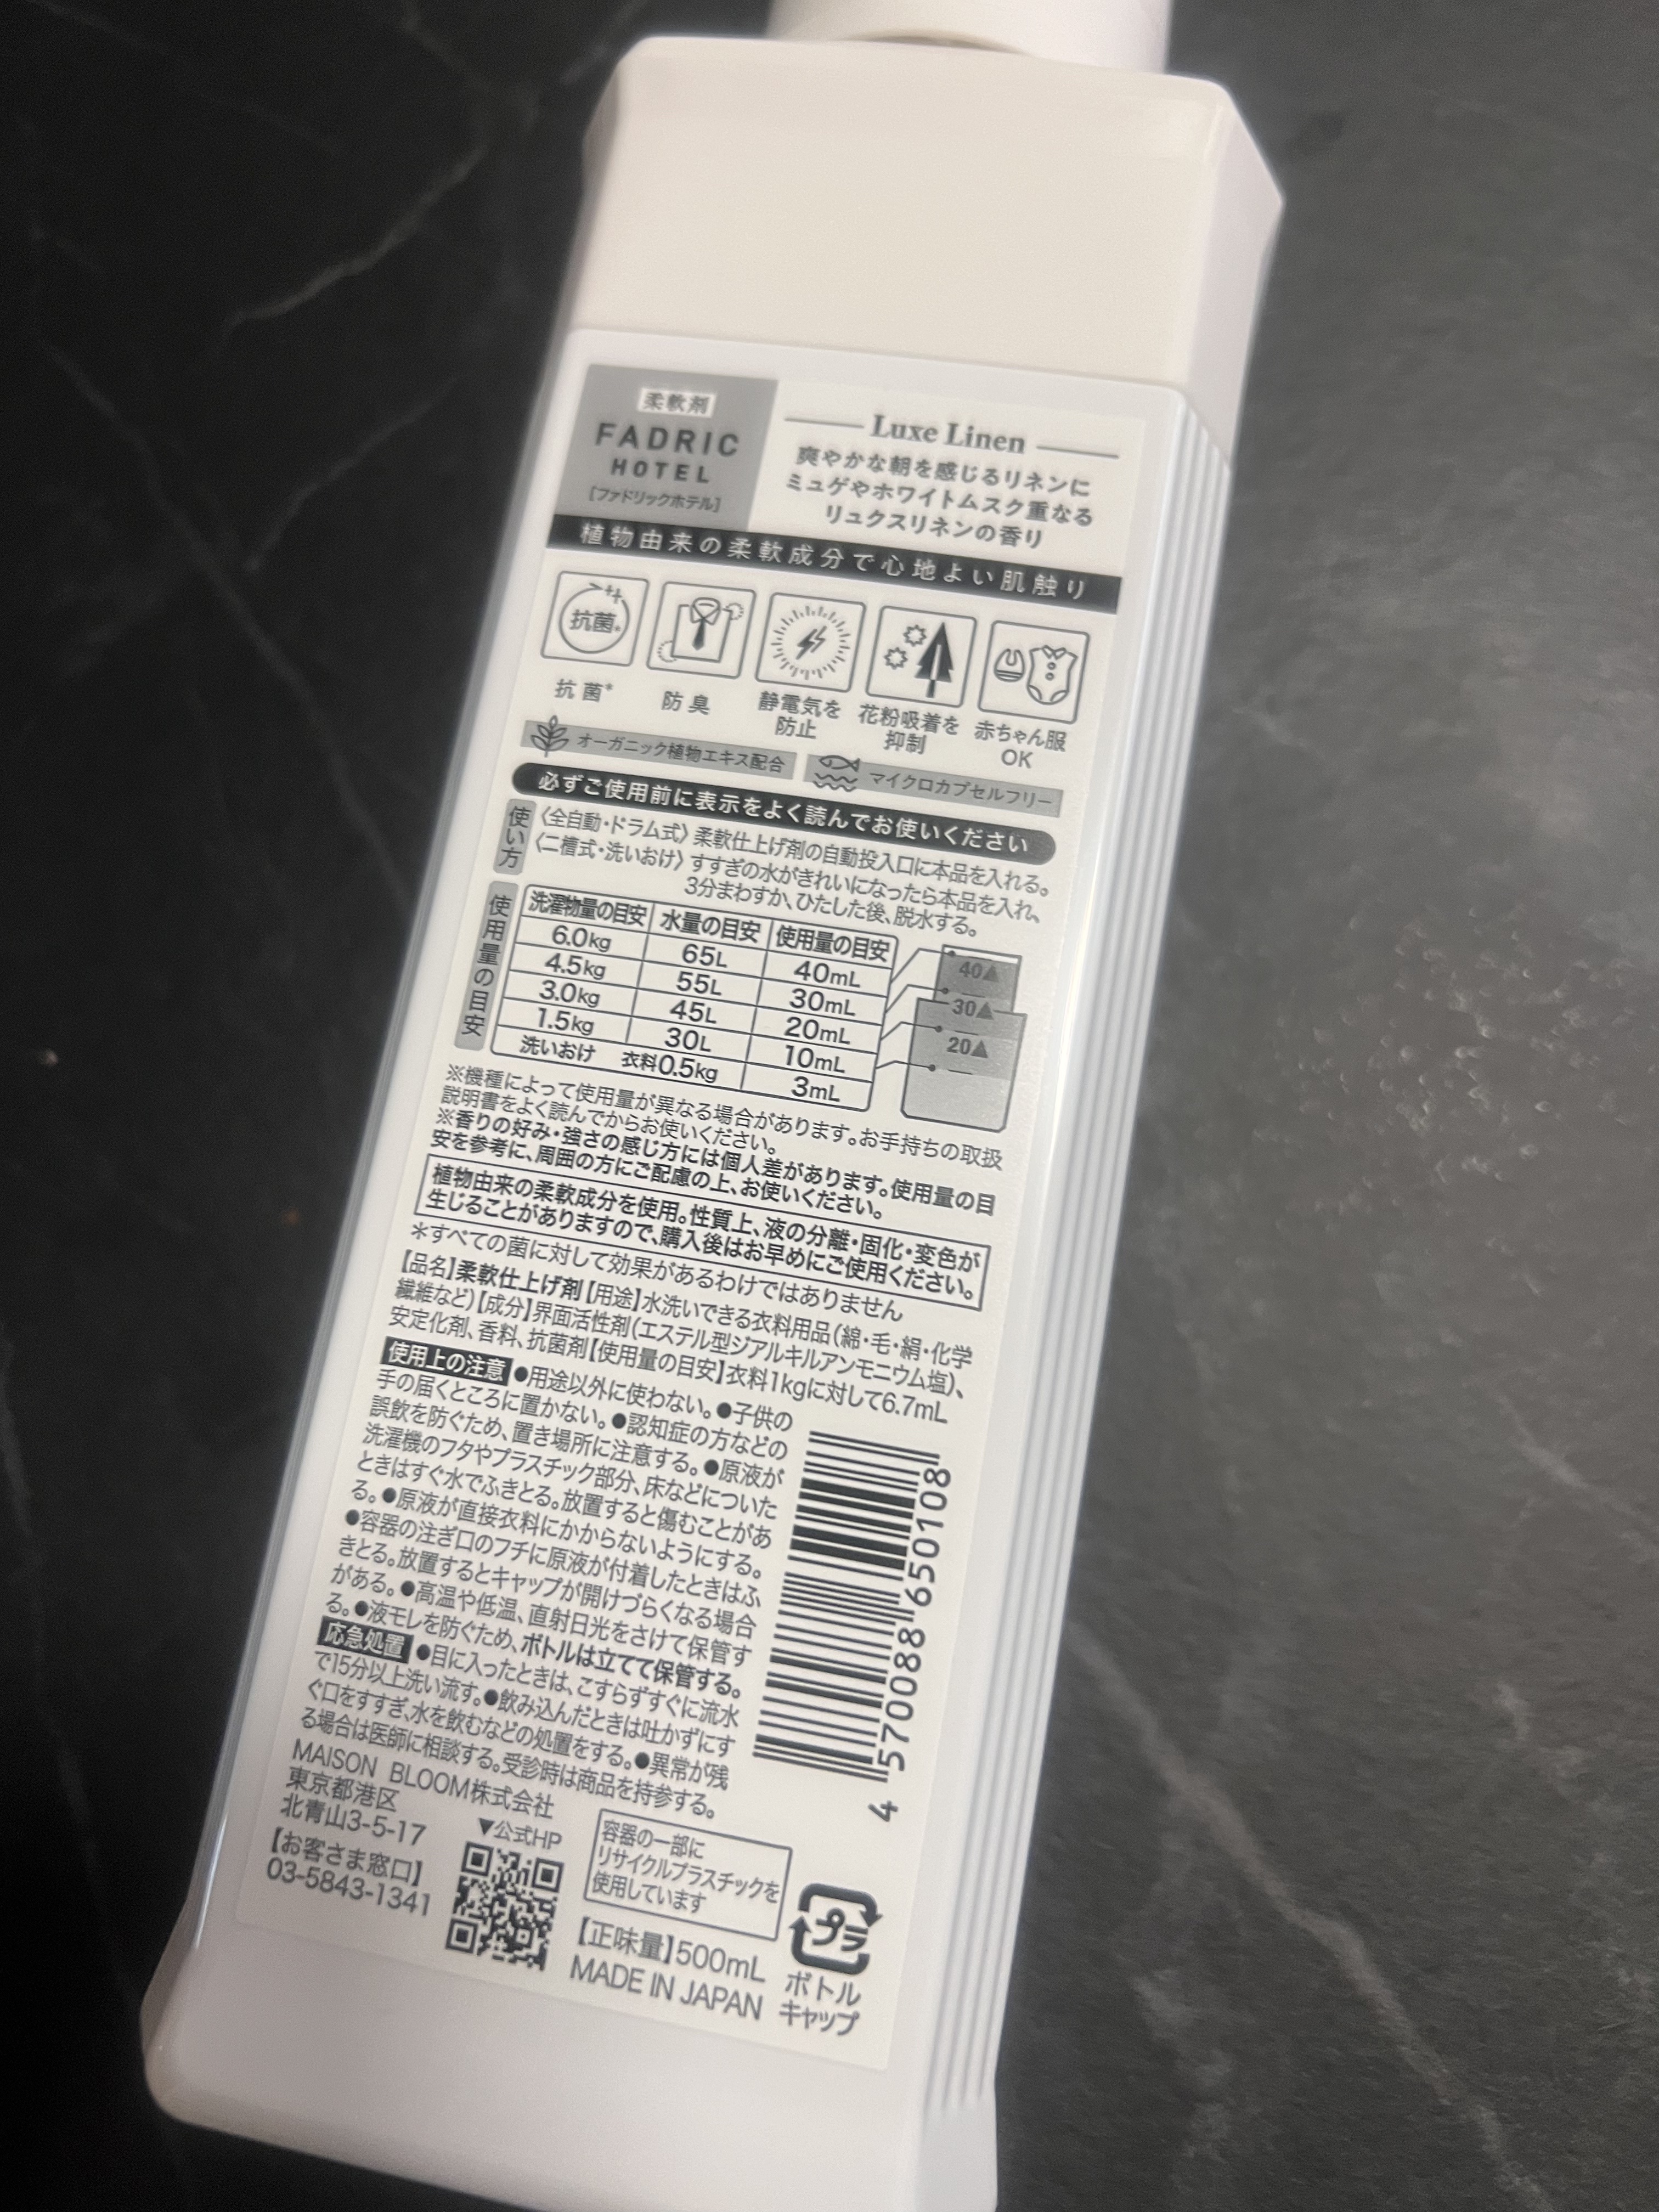 柔軟剤
FADRIC
HOTEL
[ファドリックホテル]
Luxe Linen
爽やかな朝を感じるリネンに
ミュゲやホワイトムスク重なる
リュクスリネンの香り
植物由来の柔軟成分で心地よい肌触り
抗菌*
抗菌*
防臭
静電気を
防止
花粉吸着を
抑制
赤ちゃん服
OK
オーガニック植物エキス配合
マイクロカプセルフリー
必ずご使用前に表示をよく読んでお使いください
使い方
〈全自動・ドラム式〉柔軟仕上げ剤の自動投入口に本品を入れる。
〈二槽式・洗いおけ〉すすぎの水がきれいになったら本品を入れ、
3分まわすか、ひたした後、脱水する。
使用量の目安
洗濯物量の目安 水量の目安 使用量の目安
6.0kg 65L 40mL
4.5kg 55L 30mL
3.0kg 45L 20mL
1.5kg 30L 10mL
洗いおけ 衣料0.5kg 3mL
40▲
30▲
20▲
※機種によって使用量が異なる場合があります。お手持ちの取扱
説明書をよく読んでからお使いください。
※香りの好み・強さの感じ方には個人差があります。使用量の目
安を参考に、周囲の方にご配慮の上、お使いください。
植物由来の柔軟成分を使用。性質上、液の分離・固化・変色が
生じることがありますので、購入後はお早めにご使用ください。
＊すべての菌に対して効果があるわけではありません
【品名】柔軟仕上げ剤【用途】水洗いできる衣料用品(綿・毛・絹・化学
繊維など)【成分】界面活性剤(エステル型ジアルキルアンモニウム塩)、
安定化剤、香料、抗菌剤【使用量の目安】衣料1kgに対して6.7mL
使用上の注意 ●用途以外に使わない。●子供の
手の届くところに置かない。●認知症の方などの
誤飲を防ぐため、置き場所に注意する。●原液が
洗濯機のフタやプラスチック部分、床などについた
ときはすぐ水でふきとる。放置すると傷むことがあ
る。●原液が直接衣料にかからないようにする。
●容器の注ぎ口のフチに原液が付着したときはふ
きとる。放置するとキャップが開けづらくなる場合
がある。●高温や低温、直射日光をさけて保管す
る。●液モレを防ぐため、ボトルは立てて保管する。
応急処置 ●目に入ったときは、こすらずすぐに流水
で15分以上洗い流す。●飲み込んだときは吐かずにす
ぐ口をすすぎ、水を飲むなどの処置をする。●異常が残
る場合は医師に相談する。受診時は商品を持参する。
4 570088 650108
MAISON BLOOM株式会社
東京都港区
北青山3-5-17
【お客さま窓口】
03-5843-1341
▼公式HP
容器の一部に
リサイクルプラスチックを
使用しています
【正味量】500mL
MADE IN JAPAN
プラ
ボトル
キャップ